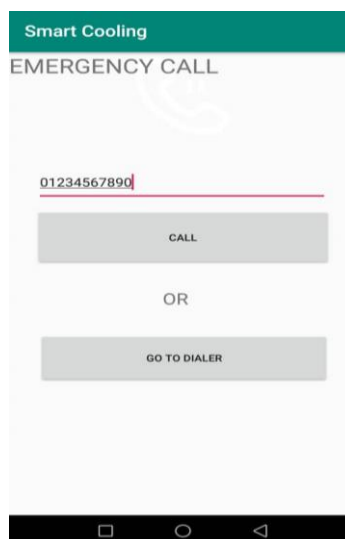 Smart Cooling
EMERGENCY CALL
01234567890
CALL
OR
GO TO DIALER